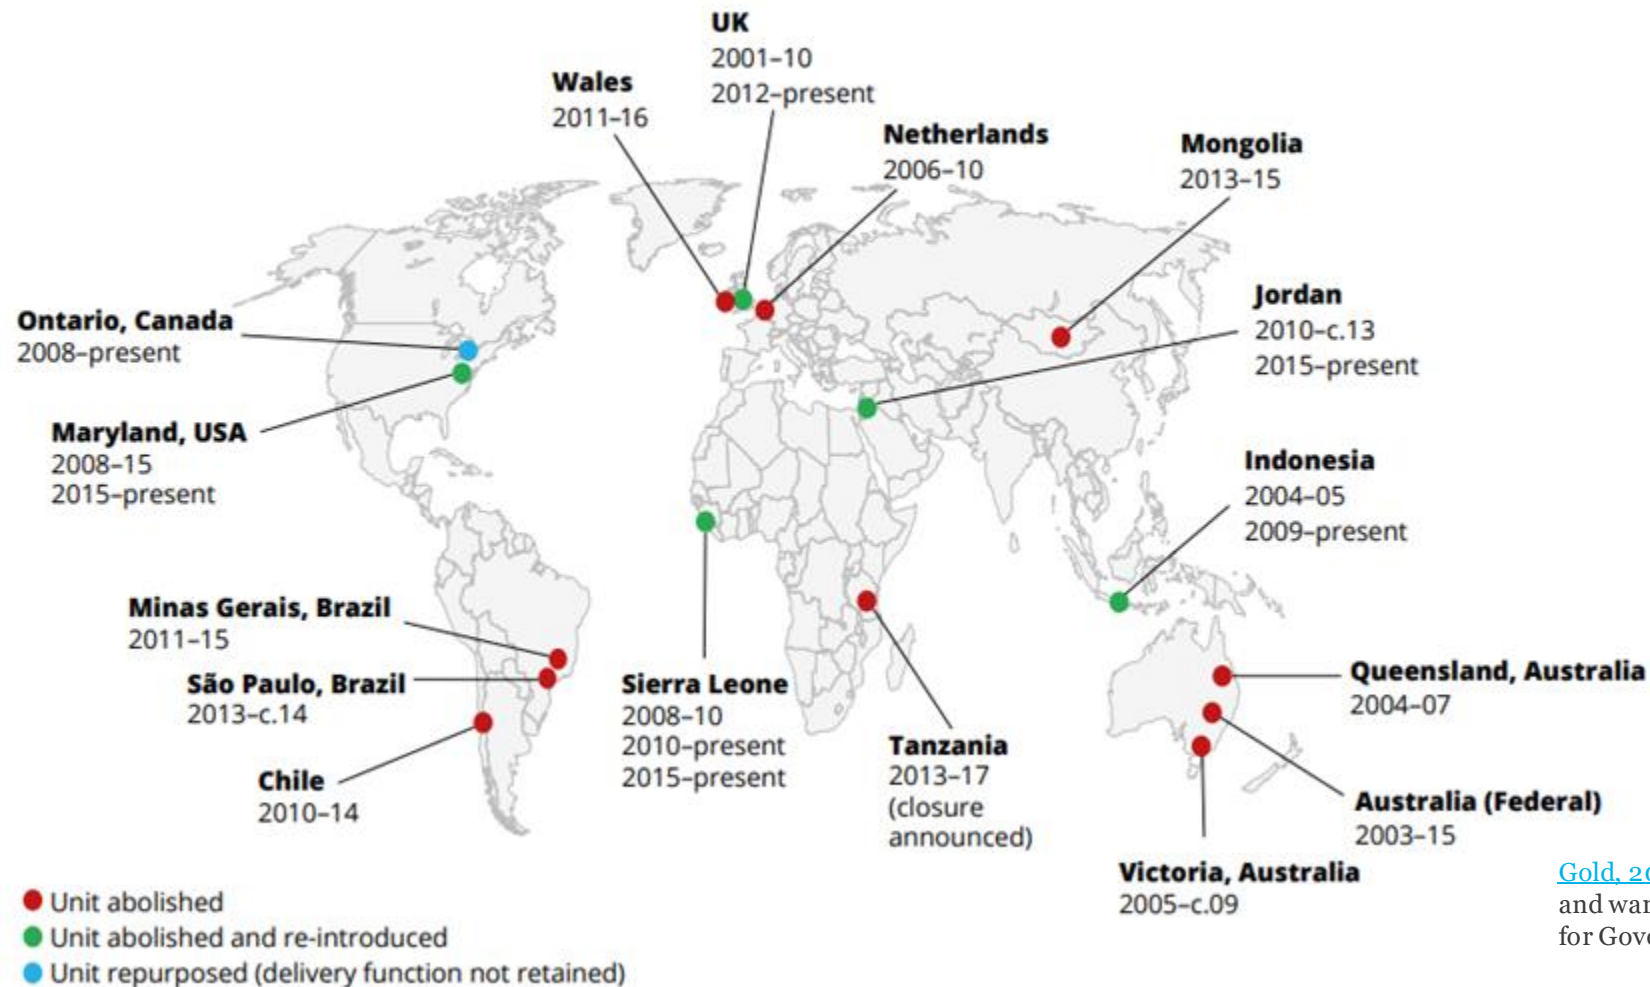 UK
2001–10
2012–present
Wales
2011–16
Netherlands
2006–10
Mongolia
2013–15
Jordan
2010–c.13
2015–present
Ontario, Canada
2008–present
Maryland, USA
2008–15
2015–present
Indonesia
2004–05
2009–present
Minas Gerais, Brazil
2011–15
São Paulo, Brazil
2013–c.14
Chile
2010–14
Sierra Leone
2008–10
2010–present
2015–present
Tanzania
2013–17
(closure
announced)
Queensland, Australia
2004–07
Australia (Federal)
2003–15
Victoria, Australia
2005–c.09
Gold,
and
for
Unit abolished
Unit abolished and re-introduced
Unit repurposed (delivery function not retained)